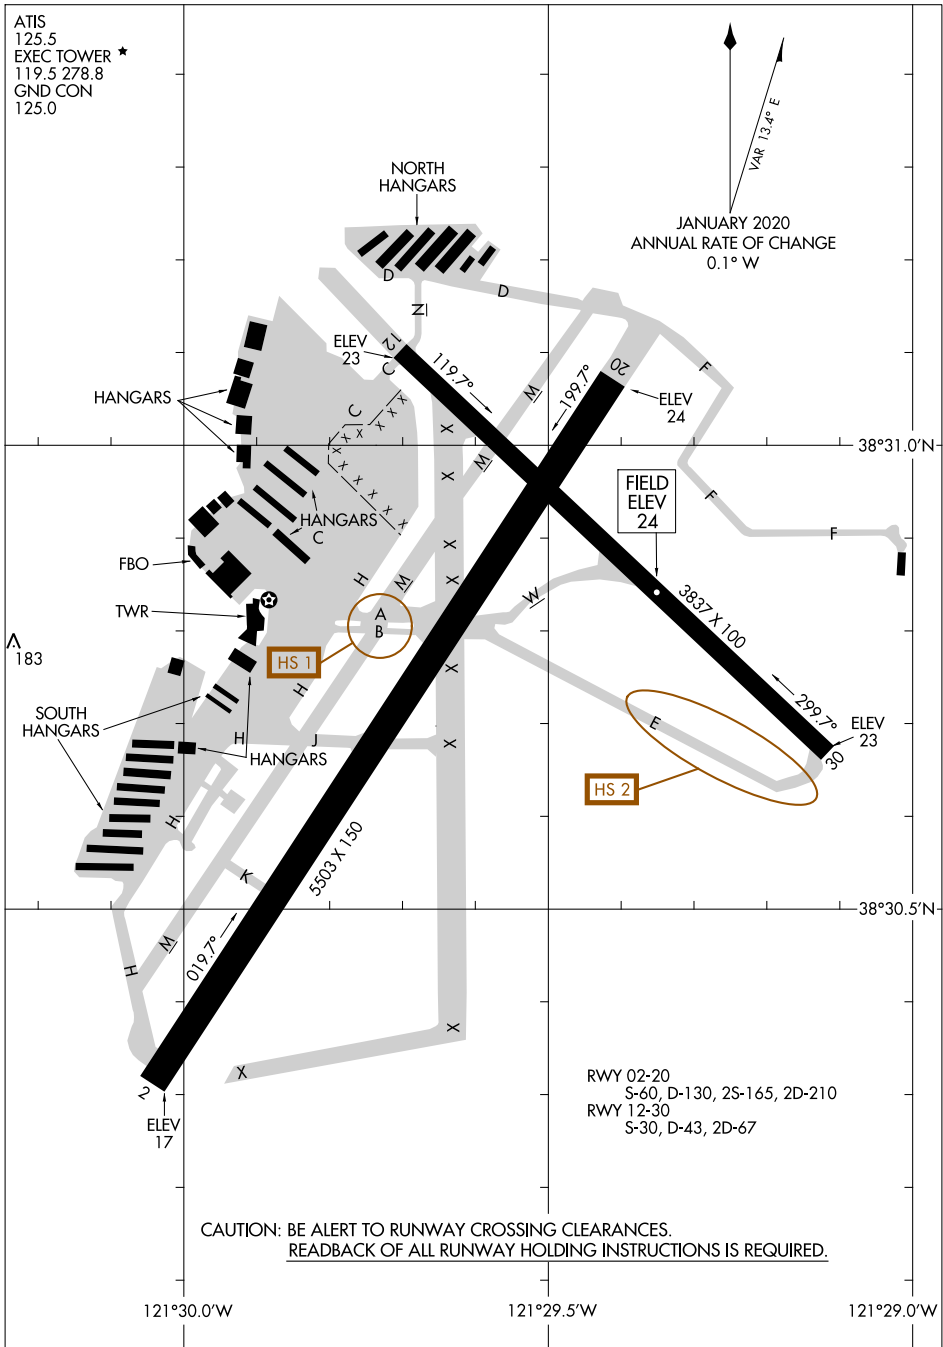 ATIS
125.5
EXEC TOWER ★
119.5 278.8
GND CON
125.0
VAR 13.4° E
JANUARY 2020
ANNUAL RATE OF CHANGE
0.1° W
NORTH
HANGARS
D
D
N
F
12
C
ELEV
23
119.7°
M
199.7°
20
ELEV
24
HANGARS
C
X
X
X
X
X
X
X
X
X
X
X
X
M
38°31.0'N
X
X
FIELD
ELEV
24
F
HANGARS
C
F
X
FBO
H
M
X
W
3837 X 100
TWR
A
B
HS 1
183
X
H
299.7°
SOUTH
HANGARS
H
J
X
E
ELEV
23
HANGARS
30
HS 2
H
5503 X 150
K
38°30.5'N
M
019.7°
H
X
X
2
ELEV
17
RWY 02-20
S-60, D-130, 2S-165, 2D-210
RWY 12-30
S-30, D-43, 2D-67
CAUTION: BE ALERT TO RUNWAY CROSSING CLEARANCES.
READBACK OF ALL RUNWAY HOLDING INSTRUCTIONS IS REQUIRED.
121°30.0'W
121°29.5'W
121°29.0'W